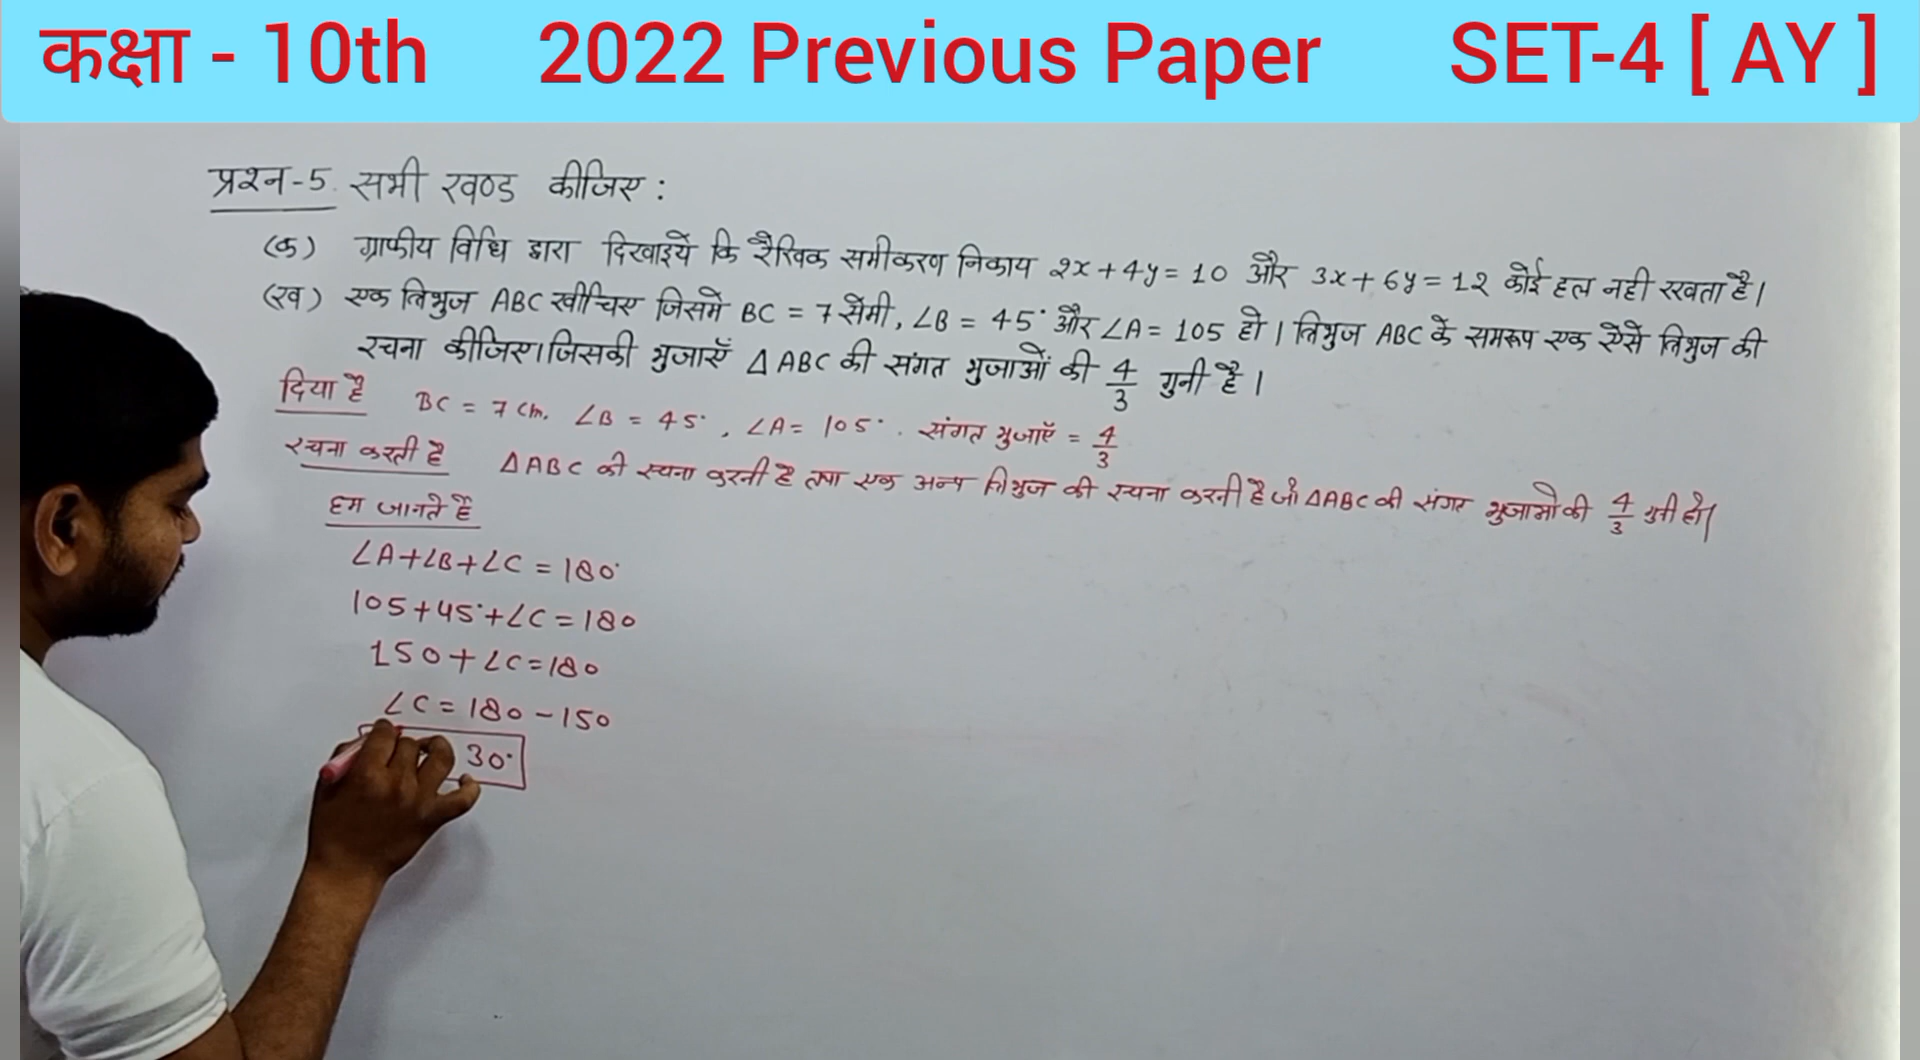 कक्षा - 10th 2022 Previous Paper SET-4 [ AY ]
प्रश्न-5. सभी खण्ड कीजिए :
(क) ग्राफीय विधि द्वारा दिखाइये कि रैखिक समीकरण निकाय 2x + 4y = 10 और 3x + 6y = 12 कोई हल नही रखता है।
(ख) एक त्रिभुज ABC खीचिए जिसमें BC = 7 सेमी, ∠B = 45° और ∠A = 105 हो। त्रिभुज ABC के समरूप एक ऐसे त्रिभुज की
रचना कीजिए। जिसकी भुजाएँ Δ ABC की संगत भुजाओं की 4/3 गुनी है।
दिया है BC = 7 cm, ∠B = 45°, ∠A = 105°. संगत भुजाएँ = 4/3
रचना करती है ΔABC की रचना करनी है तथा एक अन्य त्रिभुज की रचना करनी है जो ΔABC की संगत भुजाओ की 4/3 गुनी हो।
हम जानते हैं
∠A+∠B+∠C = 180°
105+45°+∠C = 180
150+∠C=180
∠C = 180 - 150
30°